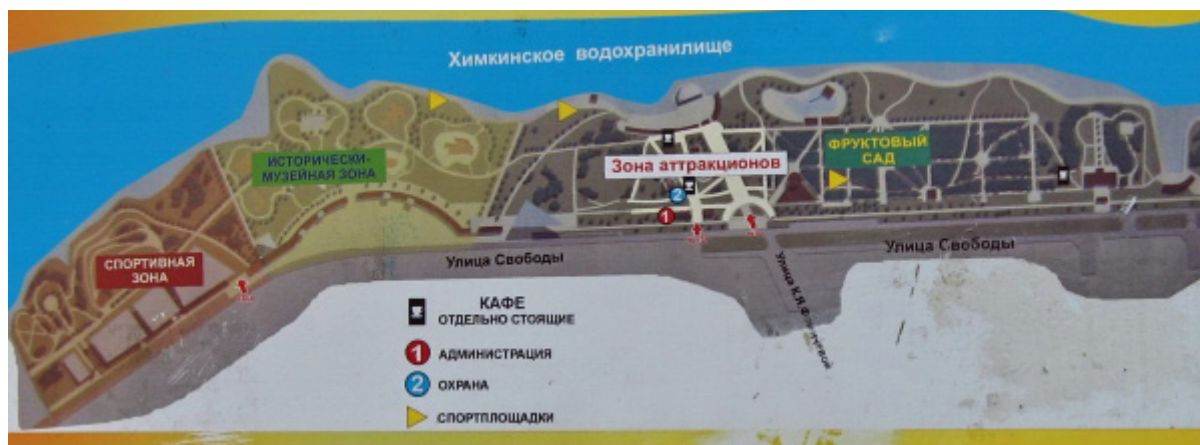 Химкинское водохранилище
ИСТОРИЧЕСКИ-
МУЗЕЙНАЯ ЗОНА
Зона аттракционов
ФРУКТОВЫЙ
САД
2
1
СПОРТИВНАЯ
ЗОНА
Улица Свободы
Улица Свободы
Улица К.И.
КАФЕ
ОТДЕЛЬНО СТОЯЩИЕ
1 АДМИНИСТРАЦИЯ
2 ОХРАНА
СПОРТПЛОЩАДКИ